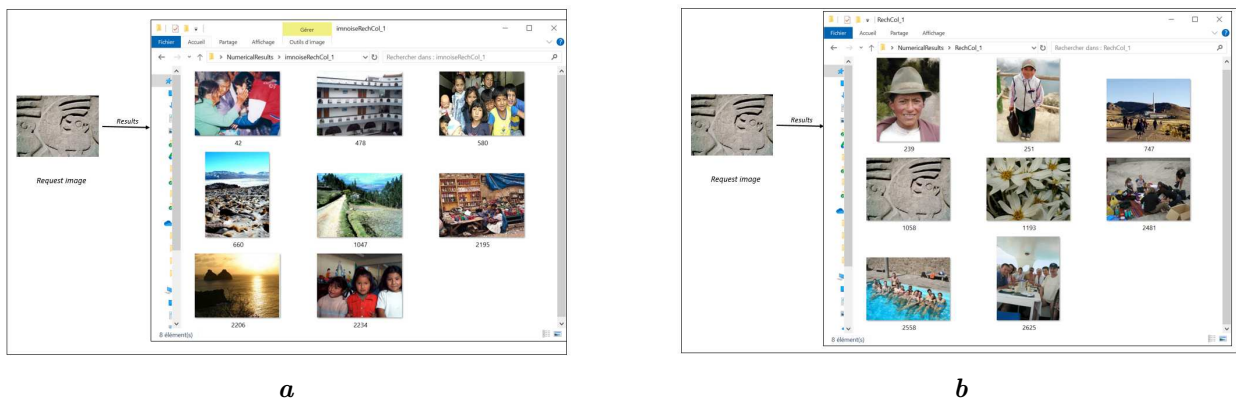 Gérer
imnoiseRechCol_1
Fichier
Accueil
Partage
Affichage
Outils d'image
NumericalResults > imnoiseRechCol_1
Rechercher dans : imnoiseRechCol_1
Results
Request image
42
478
580
660
1047
2195
2206
2234
8 élément(s)
a
RechCol_1
Fichier
Accueil
Partage
Affichage
NumericalResults > RechCol_1
Rechercher dans : RechCol_1
Results
Request image
239
251
747
1058
1193
2481
2558
2625
8 élément(s)
b